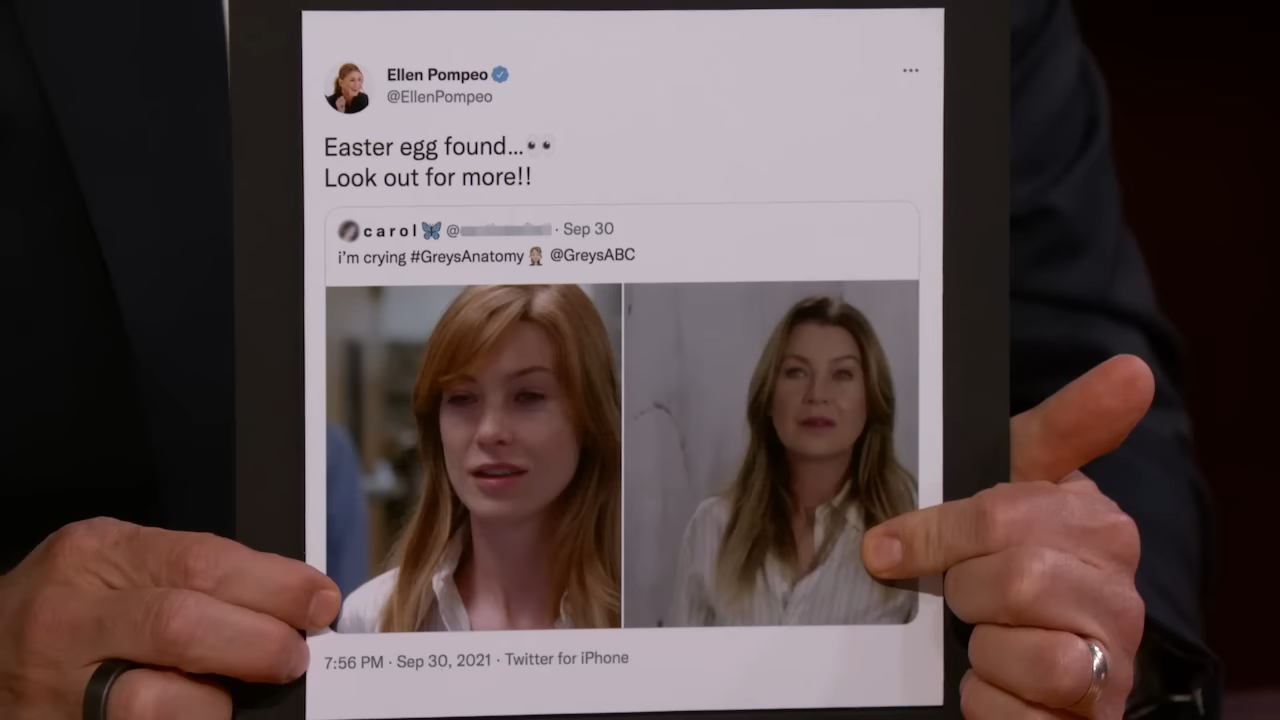 Ellen Pompeo
@EllenPompeo
Easter egg found...👀
Look out for more!!
carol🦋 @ · Sep 30
i'm crying #GreysAnatomy @GreysABC
7:56 PM · Sep 30, 2021 · Twitter for iPhone